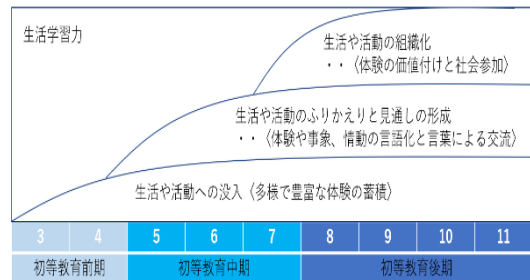 生活学習力
生活や活動の組織化
・・〈体験の価値付けと社会参加〉
生活や活動のふりかえりと見通しの形成
・・〈体験や事象、情動の言語化と言葉による交流〉
生活や活動への没入〈多様で豊富な体験の蓄積〉
3 4 5 6 7 8 9 10 11
初等教育前期 初等教育中期 初等教育後期